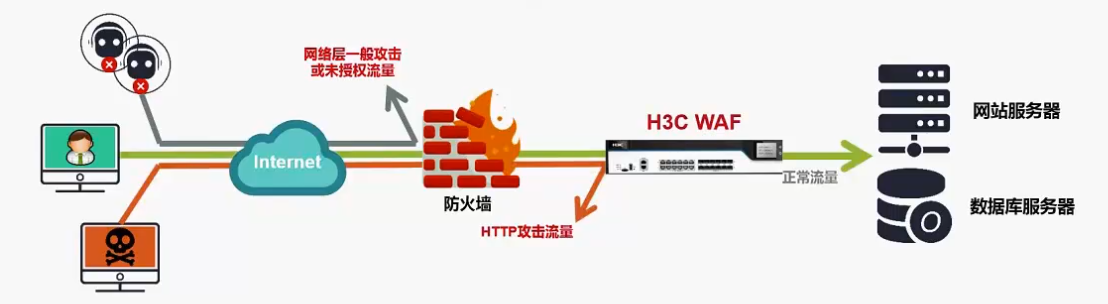 网络层一般攻击
或未授权流量
H3C WAF
网站服务器
Internet
正常流量
防火墙
数据库服务器
HTTP攻击流量